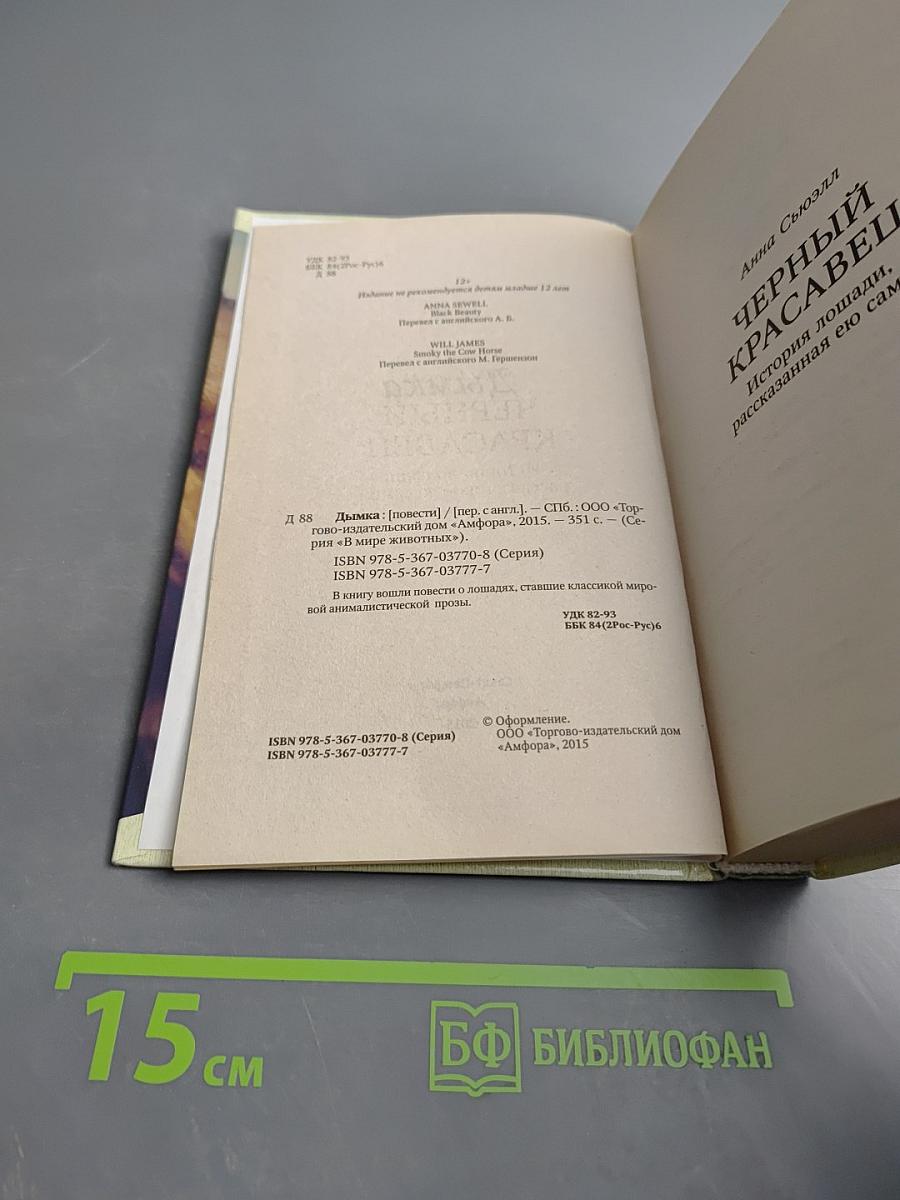 УДК 82-93
ББК 84(2Рос-Рус)6
Д 88
12+
Издание не рекомендуется детям младше 12 лет
ANNA SEWELL
Black Beauty
Перевод с английского А. Б.
WILL JAMES
Smoky the Cow Horse
Перевод с английского М. Гершензон
Д 88 Дымка : [повести] / [пер. с англ.]. — СПб. : ООО «Тор-
гово-издательский дом «Амфора», 2015. — 351 с. — (Се-
рия «В мире животных»).
ISBN 978-5-367-03770-8 (Серия)
ISBN 978-5-367-03777-7
В книгу вошли повести о лошадях, ставшие классикой миро-
вой анималистической прозы.
УДК 82-93
ББК 84(2Рос-Рус)6
ISBN 978-5-367-03770-8 (Серия)
ISBN 978-5-367-03777-7
© Оформление.
ООО «Торгово-издательский дом
«Амфора», 2015
Анна Сьюэлл
ЧЕРНЫЙ
КРАСАВЕЦ
История лошади,
рассказанная ею сам
15 см
БФ БИБЛИОФАН